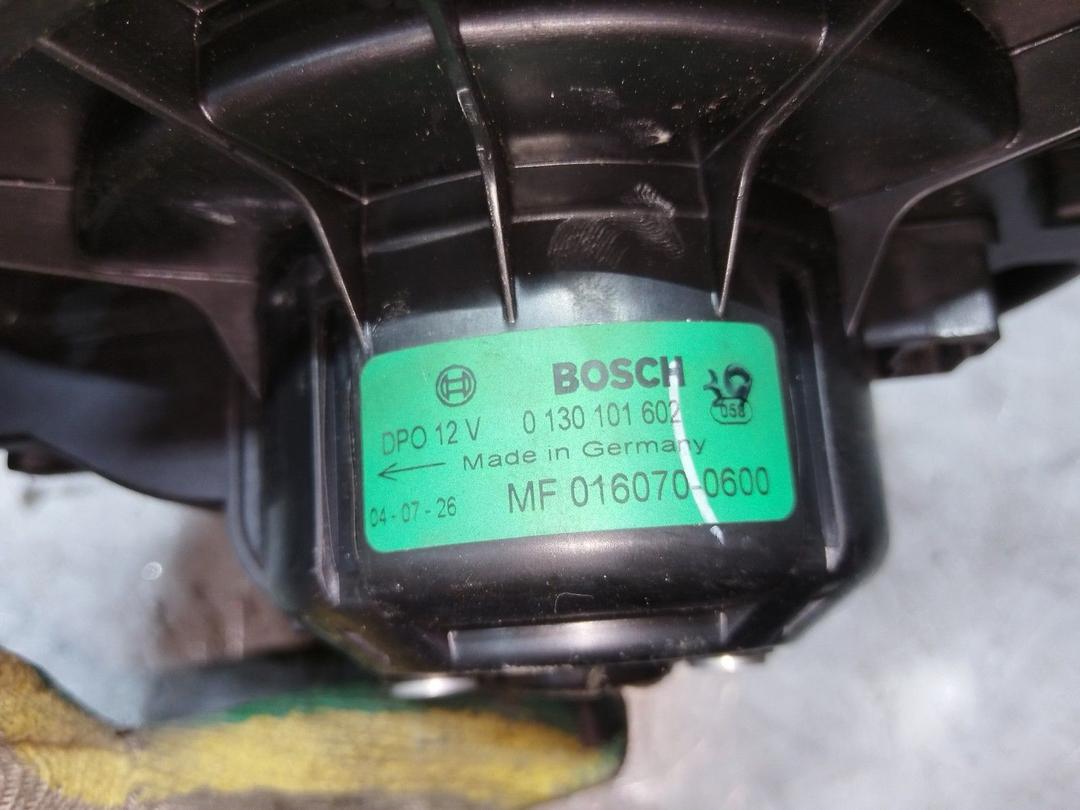 BOSCH
DPO 12 V 0 130 101 602 058
Made in Germany
04-07-26 MF 016070-0600